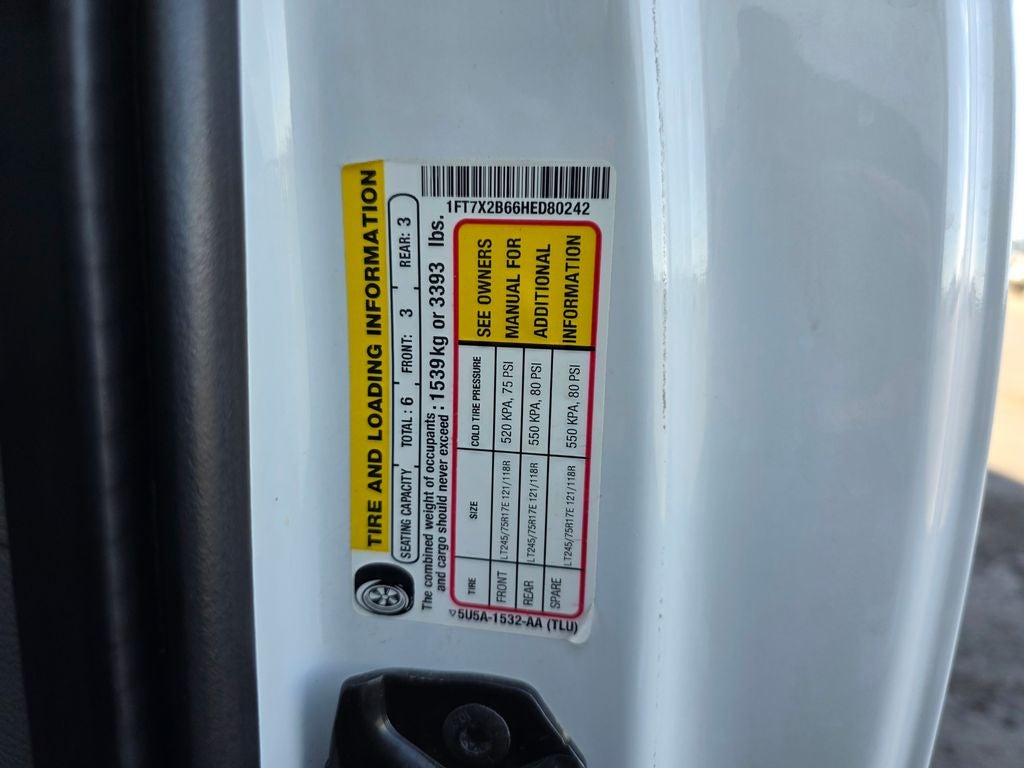 TIRE AND LOADING INFORMATION
SEATING CAPACITY TOTAL : 6 FRONT: 3 REAR: 3
The combined weight of occupants
and cargo should never exceed : 1539kg or 3393 lbs.
TIRE SIZE COLD TIRE PRESSURE
FRONT LT245/75R17E 121/118R 520 KPA, 75 PSI
REAR LT245/75R17E 121/118R 550 KPA, 80 PSI
SPARE LT245/75R17E 121/118R 550 KPA, 80 PSI
SEE OWNERS
MANUAL FOR
ADDITIONAL
INFORMATION
1FT7X2B66HED80242
▽5U5A-1532-AA (TLU)